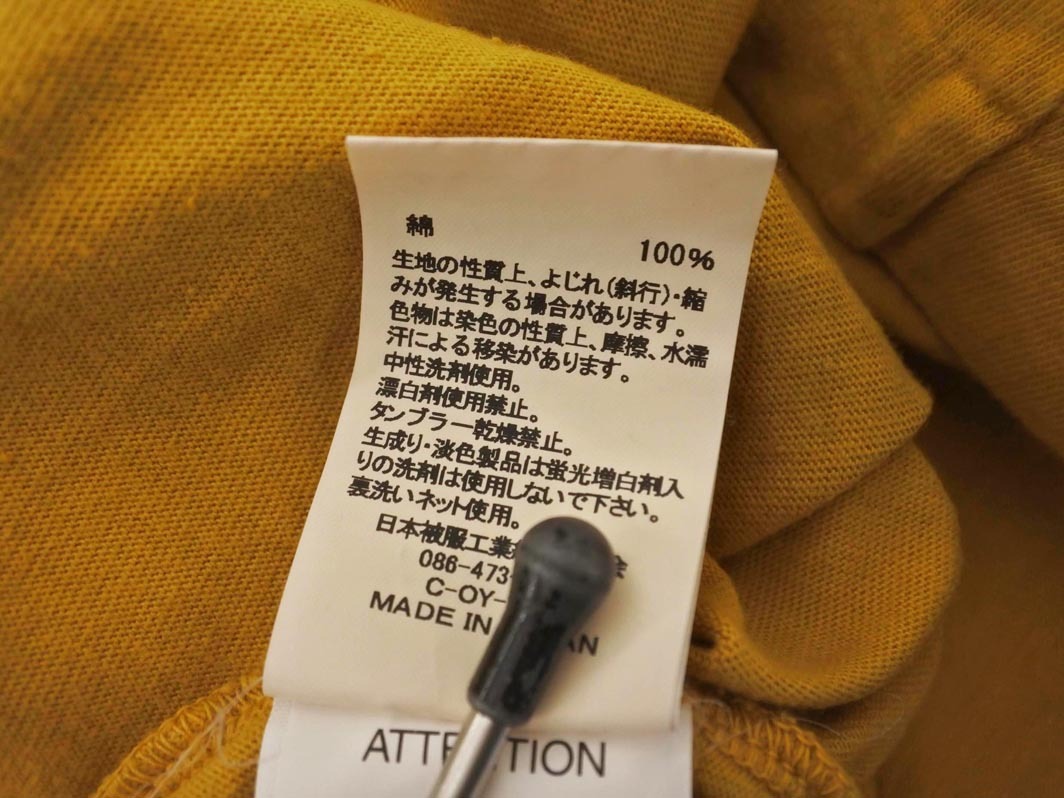 綿 100%
生地の性質上、よじれ(斜行)・縮
みが発生する場合があります。
色物は染色の性質上、摩擦、水濡
汗による移染があります。
中性洗剤使用。
漂白剤使用禁止。
タンブラー乾燥禁止。
生成り・淡色製品は蛍光増白剤入
りの洗剤は使用しないで下さい。
裏洗いネット使用。
日本被服工業
086-473-
C-OY-
MADE IN
ATTENTION